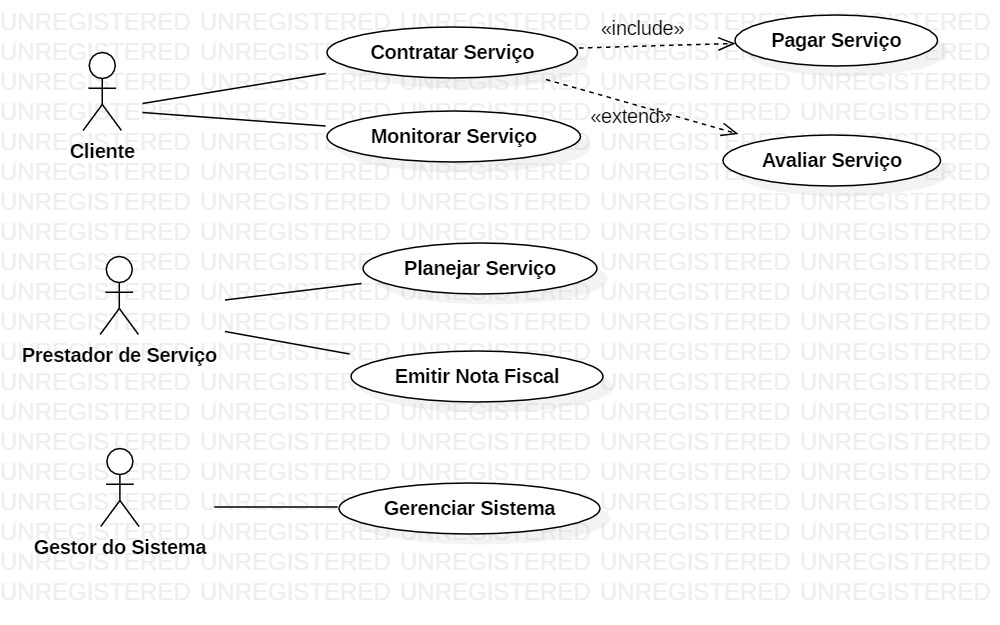 «include»
Contratar Serviço
Pagar Serviço
«extend»
Monitorar Serviço
Cliente
Avaliar Serviço
Planejar Serviço
Prestador de Serviço
Emitir Nota Fiscal
Gerenciar Sistema
Gestor do Sistema
UNREGISTERED